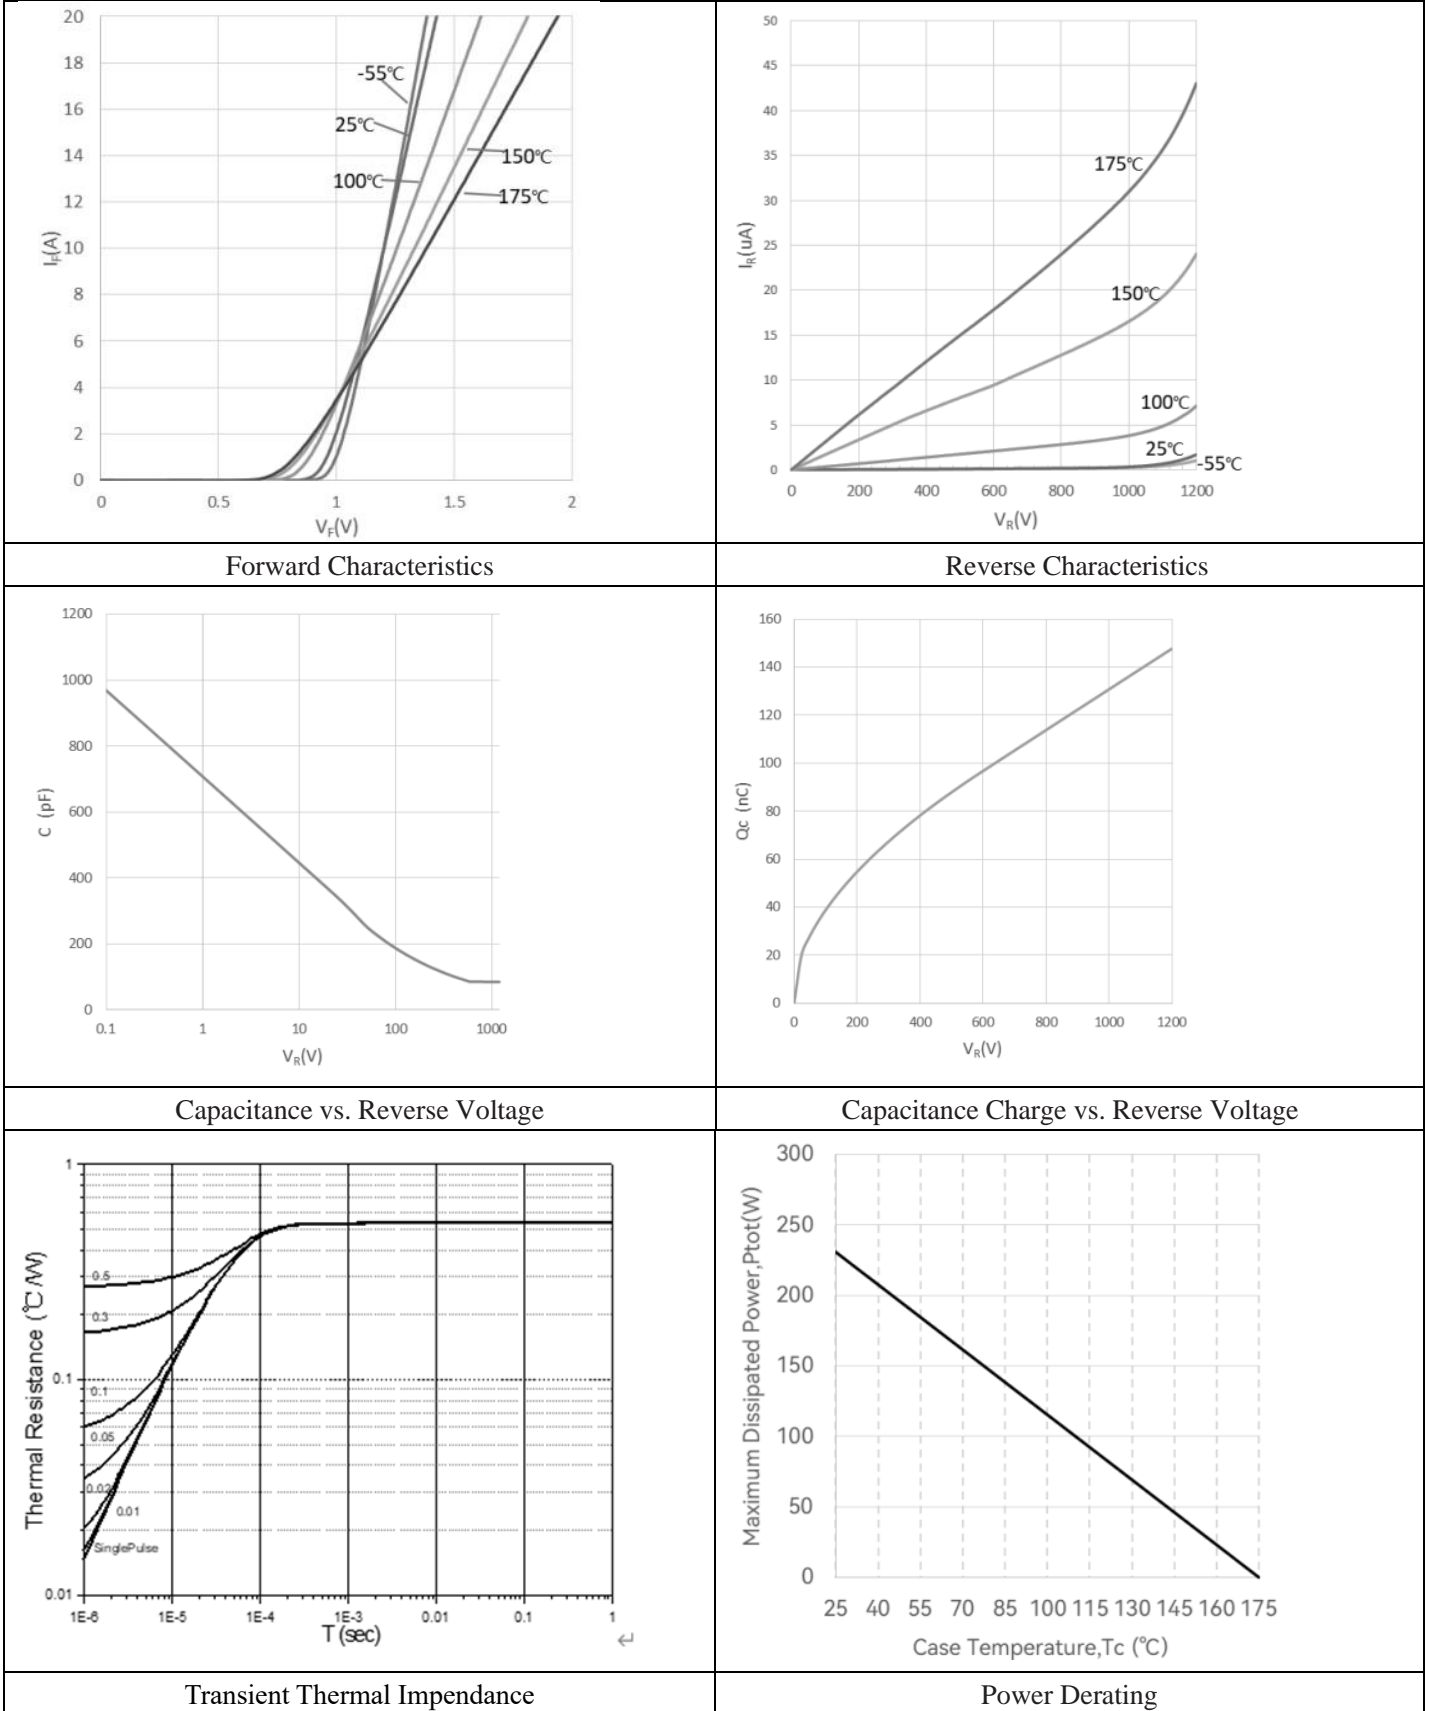 20
18
16
14
12
10
8
6
4
2
0
I_F(A)
-55℃
25℃
100℃
150℃
175℃
0 0.5 1 1.5 2
V_F(V)
50
45
40
35
30
25
20
15
10
5
0
I_R(uA)
175℃
150℃
100℃
25℃
-55℃
0 200 400 600 800 1000 1200
V_R(V)
Forward Characteristics
Reverse Characteristics
1200
1000
800
600
400
200
0
C (pF)
0.1 1 10 100 1000
V_R(V)
160
140
120
100
80
60
40
20
0
Qc (nC)
0 200 400 600 800 1000 1200
V_R(V)
Capacitance vs. Reverse Voltage
Capacitance Charge vs. Reverse Voltage
1
0.1
0.01
Thermal Resistance (℃/W)
0.5
0.3
0.1
0.05
0.02
0.01
SinglePulse
1E-6 1E-5 1E-4 1E-3 0.01 0.1 1
T (sec)
↵
300
250
200
150
100
50
0
Maximum Dissipated Power,Ptot(W)
25 40 55 70 85 100 115 130 145 160 175
Case Temperature,Tc (℃)
Transient Thermal Impendance
Power Derating